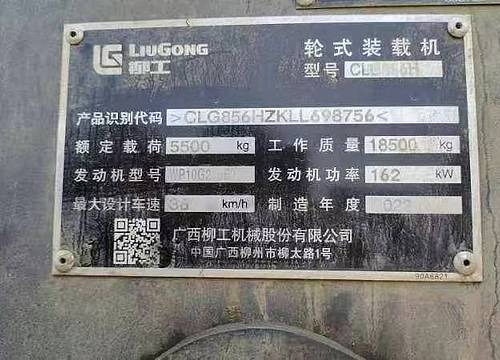 LIUGONG
柳工
轮式装载机
型号
产品识别代码 >CLG856HZKLL698756<
额定载荷 5500 kg 工作质量 18500 kg
发动机型号 发动机功率 162 kW
最大设计车速 38 km/h 制造年度
广西柳工机械股份有限公司
中国广西柳州市柳太路1号
90A6821